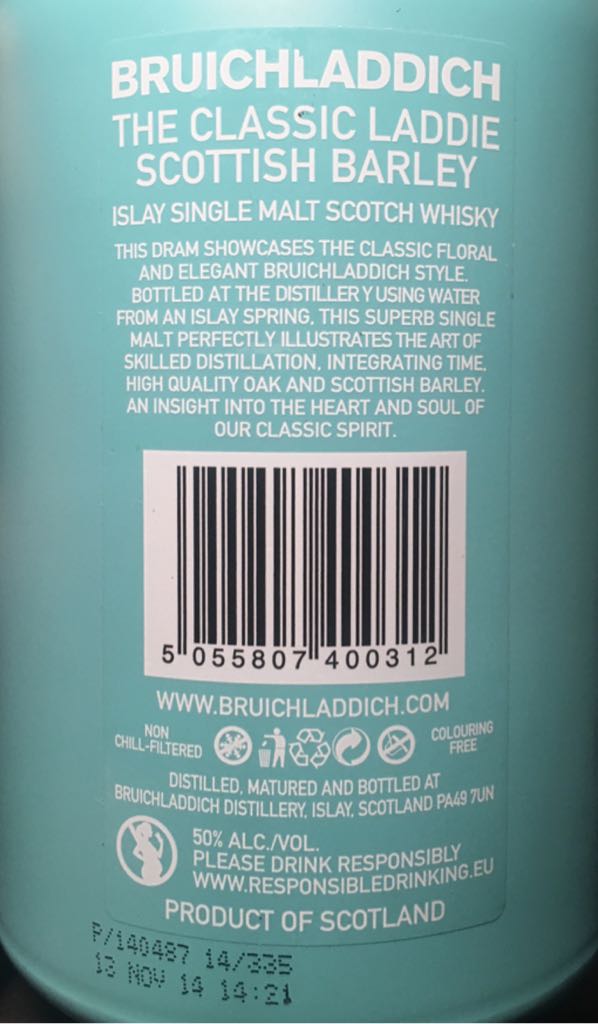 BRUICHLADDICH
THE CLASSIC LADDIE
SCOTTISH BARLEY
ISLAY SINGLE MALT SCOTCH WHISKY
THIS DRAM SHOWCASES THE CLASSIC FLORAL
AND ELEGANT BRUICHLADDICH STYLE.
BOTTLED AT THE DISTILLERY USING WATER
FROM AN ISLAY SPRING, THIS SUPERB SINGLE
MALT PERFECTLY ILLUSTRATES THE ART OF
SKILLED DISTILLATION, INTEGRATING TIME,
HIGH QUALITY OAK AND SCOTTISH BARLEY.
AN INSIGHT INTO THE HEART AND SOUL OF
OUR CLASSIC SPIRIT.
5 055807 400312
WWW.BRUICHLADDICH.COM
NON
CHILL-FILTERED
COLOURING
FREE
DISTILLED, MATURED AND BOTTLED AT
BRUICHLADDICH DISTILLERY, ISLAY, SCOTLAND PA49 7UN
50% ALC./VOL.
PLEASE DRINK RESPONSIBLY
WWW.RESPONSIBLEDRINKING.EU
PRODUCT OF SCOTLAND
P/140487 14/335
13 NOV 14 14:21